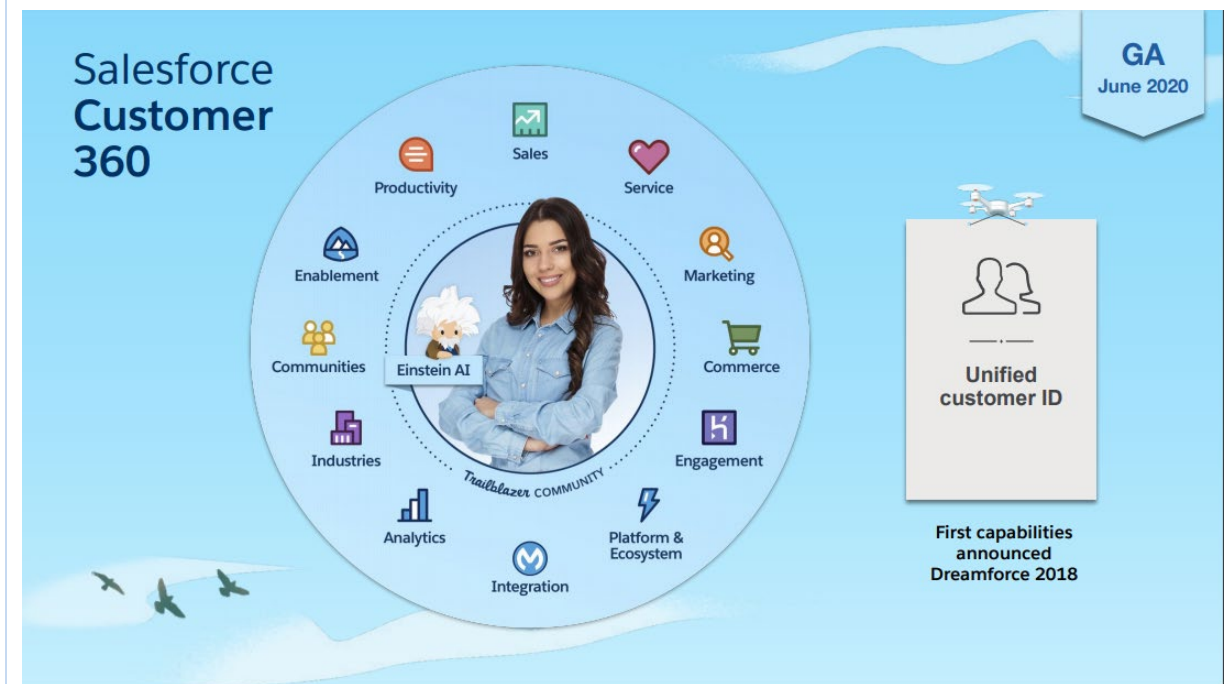 Salesforce
Customer
360
GA
June 2020
Sales
Service
Marketing
Commerce
Engagement
Platform &
Ecosystem
Integration
Analytics
Industries
Communities
Enablement
Productivity
Einstein AI
Trailblazer COMMUNITY
Unified
customer ID
First capabilities
announced
Dreamforce 2018